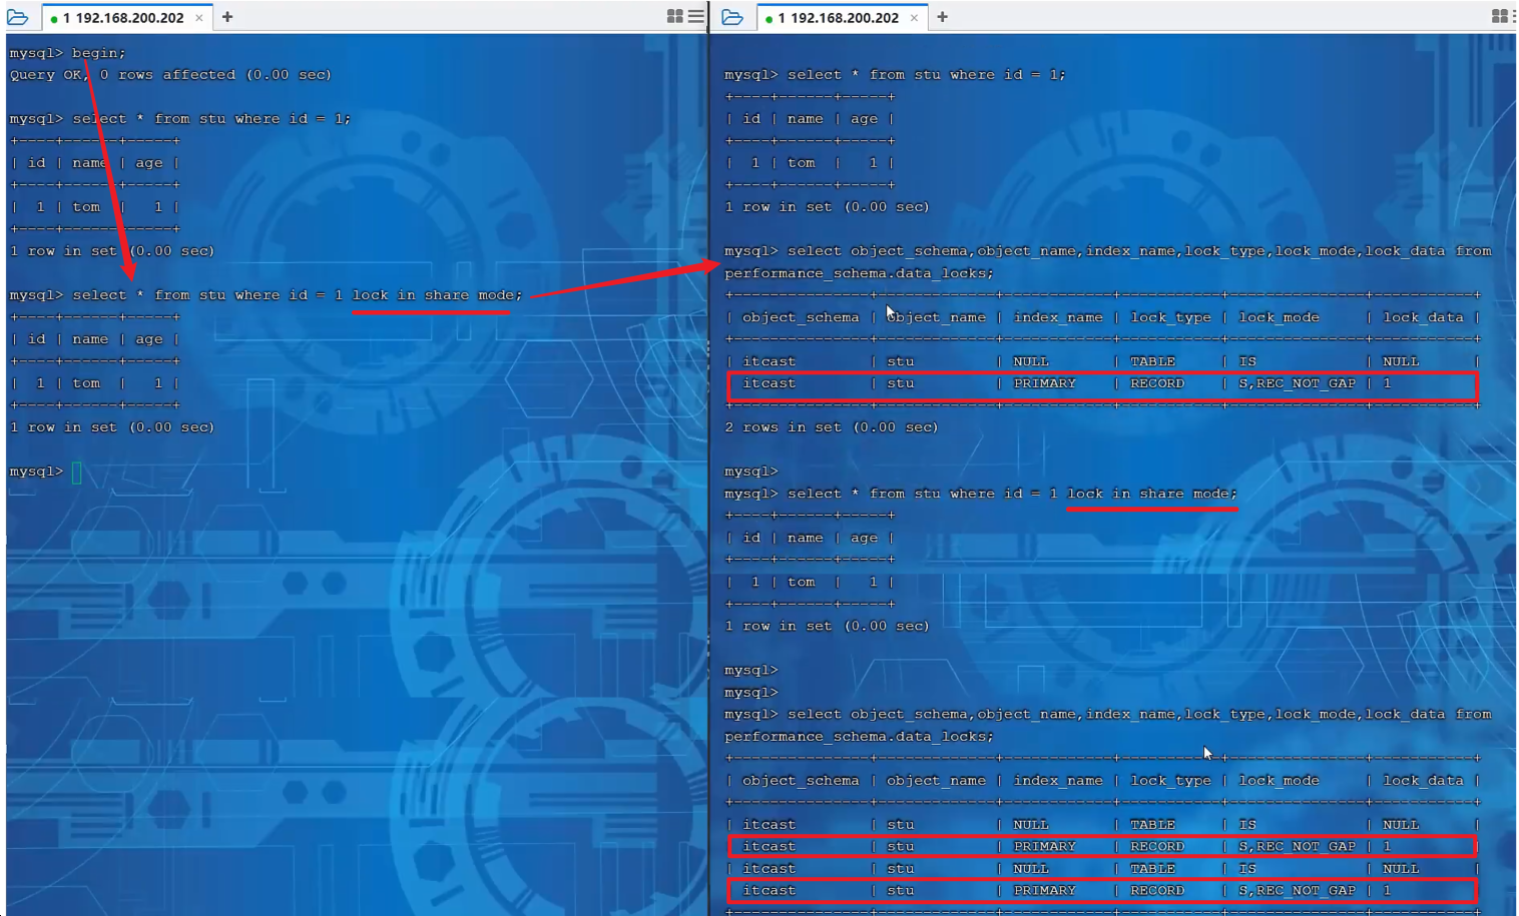 1 192.168.200.202 × +
mysql> begin;
Query OK, 0 rows affected (0.00 sec)
mysql> select * from stu where id = 1;
+----+------+-----+
| id | name | age |
+----+------+-----+
| 1 | tom | 1 |
+----+------+-----+
1 row in set (0.00 sec)
mysql> select * from stu where id = 1 lock in share mode;
+----+------+-----+
| id | name | age |
+----+------+-----+
| 1 | tom | 1 |
+----+------+-----+
1 row in set (0.00 sec)
mysql>
1 192.168.200.202 × +
mysql> select * from stu where id = 1;
+----+------+-----+
| id | name | age |
+----+------+-----+
| 1 | tom | 1 |
+----+------+-----+
1 row in set (0.00 sec)
mysql> select object_schema,object_name,index_name,lock_type,lock_mode,lock_data from
performance_schema.data_locks;
+---------------+-------------+------------+-----------+---------------+-----------+
| object_schema | object_name | index_name | lock_type | lock_mode | lock_data |
+---------------+-------------+------------+-----------+---------------+-----------+
| itcast | stu | NULL | TABLE | IS | NULL |
| itcast | stu | PRIMARY | RECORD | S,REC_NOT_GAP | 1
+---------------+-------------+------------+-----------+---------------+-----------+
2 rows in set (0.00 sec)
mysql>
mysql> select * from stu where id = 1 lock in share mode;
+----+------+-----+
| id | name | age |
+----+------+-----+
| 1 | tom | 1 |
+----+------+-----+
1 row in set (0.00 sec)
mysql>
mysql>
mysql> select object_schema,object_name,index_name,lock_type,lock_mode,lock_data from
performance_schema.data_locks;
+---------------+-------------+------------+-----------+---------------+-----------+
| object_schema | object_name | index_name | lock_type | lock_mode | lock_data |
+---------------+-------------+------------+-----------+---------------+-----------+
| itcast | stu | NULL | TABLE | IS | NULL |
| itcast | stu | PRIMARY | RECORD | S,REC_NOT_GAP | 1
| itcast | stu | NULL | TABLE | IS | NULL |
| itcast | stu | PRIMARY | RECORD | S,REC_NOT_GAP | 1
+---------------+-------------+------------+-----------+---------------+-----------+